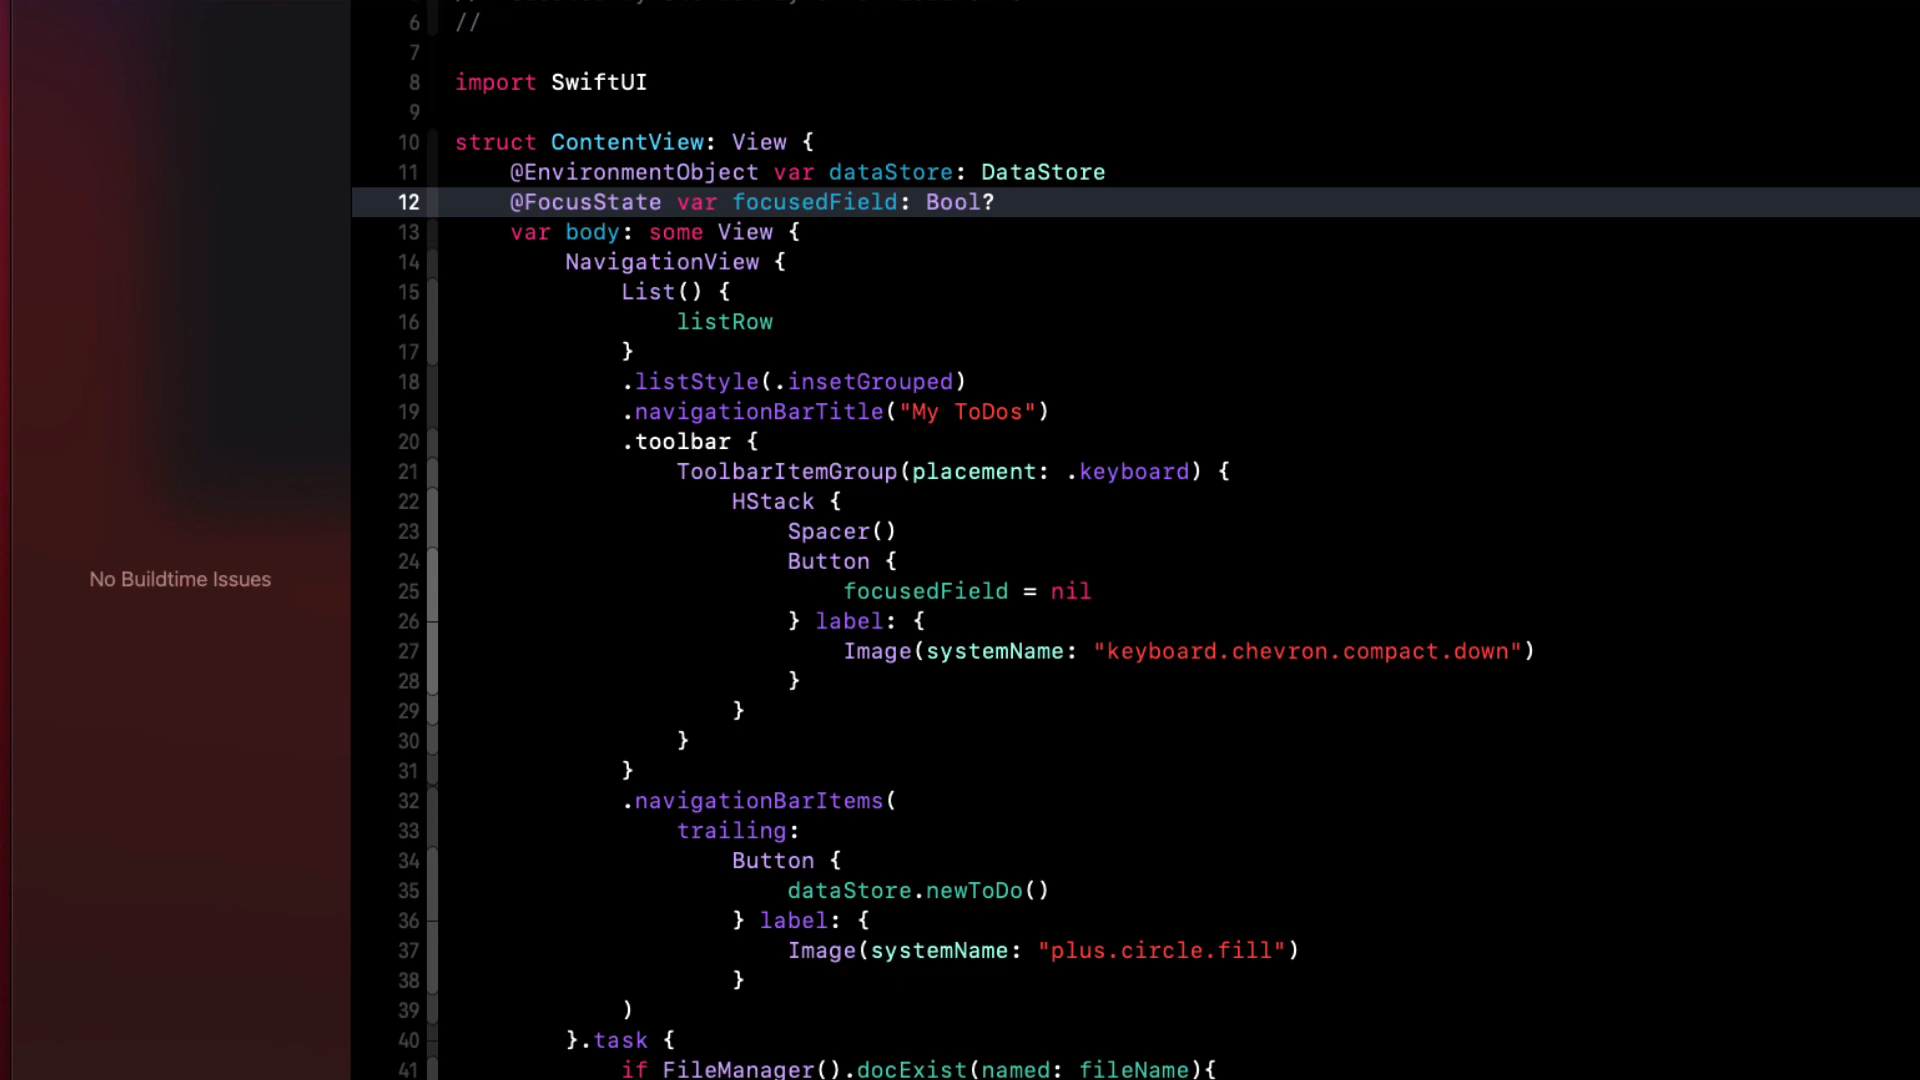 6 //
7
8 import SwiftUI
9
10 struct ContentView: View {
11 @EnvironmentObject var dataStore: DataStore
12 @FocusState var focusedField: Bool?
13 var body: some View {
14 NavigationView {
15 List() {
16 listRow
17 }
18 .listStyle(.insetGrouped)
19 .navigationBarTitle("My ToDos")
20 .toolbar {
21 ToolbarItemGroup(placement: .keyboard) {
22 HStack {
23 Spacer()
24 Button {
25 focusedField = nil
26 } label: {
27 Image(systemName: "keyboard.chevron.compact.down")
28 }
29 }
30 }
31 }
32 .navigationBarItems(
33 trailing:
34 Button {
35 dataStore.newToDo()
36 } label: {
37 Image(systemName: "plus.circle.fill")
38 }
39 )
40 }.task {
41 if FileManager().docExist(named: fileName){
No Buildtime Issues